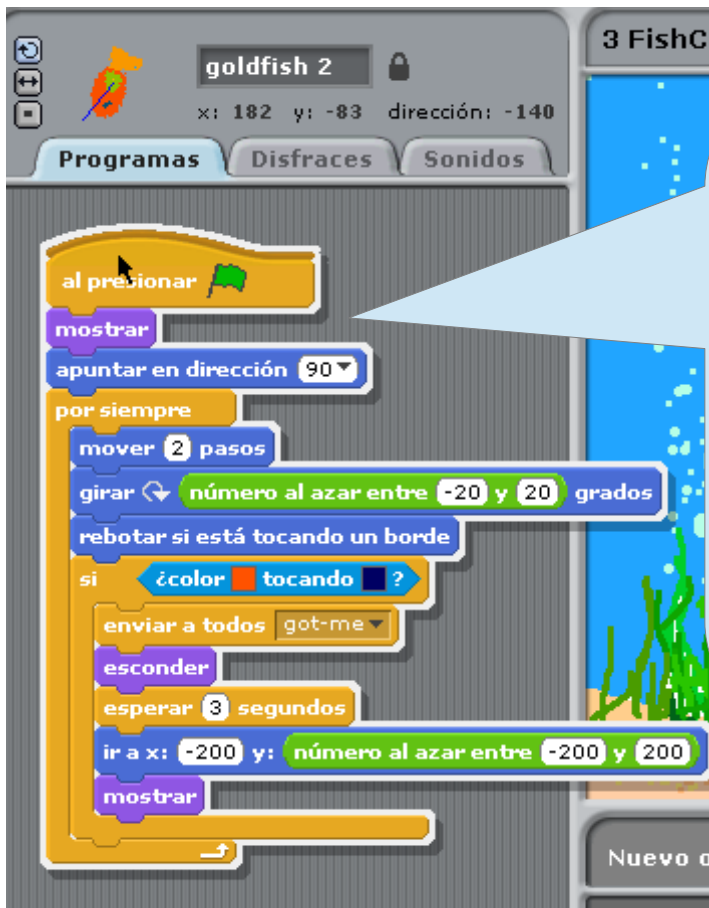 3 FishC
goldfish 2
x: 182 y: -83 dirección: -140
Programas Disfraces Sonidos
al presionar
mostrar
apuntar en dirección 90
por siempre
mover 2 pasos
girar número al azar entre -20 y 20 grados
rebotar si está tocando un borde
si ¿color tocando ?
enviar a todos got-me
esconder
esperar 3 segundos
ir a x: -200 y: número al azar entre -200 y 200
mostrar
Nuevo o